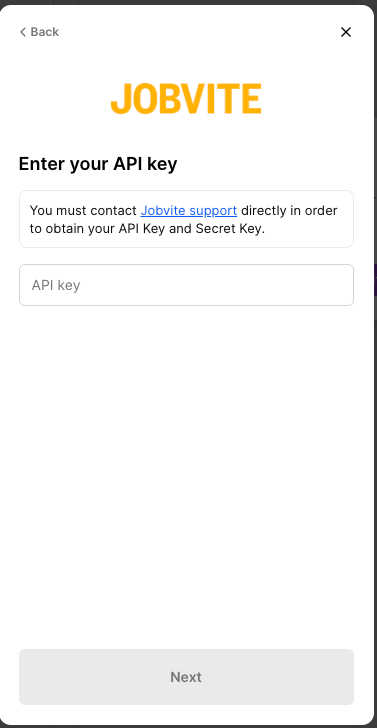 Back
JOBVITE
Enter your API key
You must contact Jobvite support directly in order
to obtain your API Key and Secret Key.
API key
Next